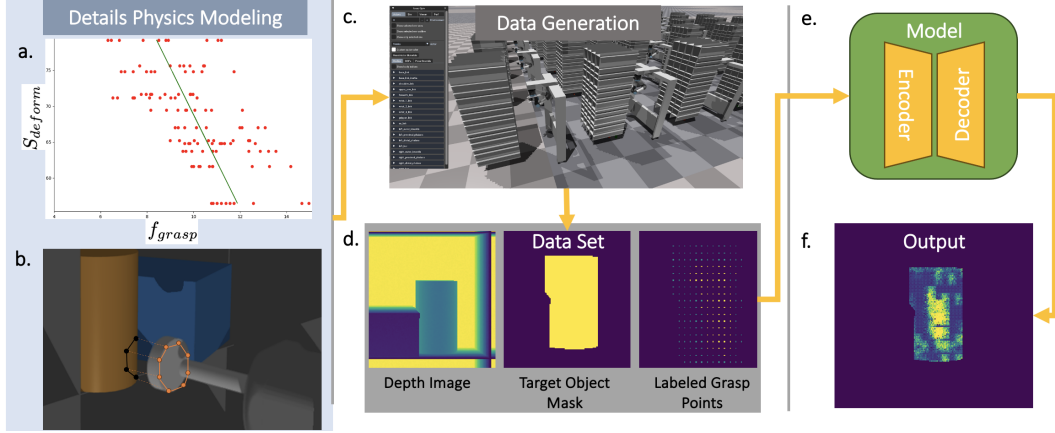 Details Physics Modeling
a.
75
70
65
60
S_deform
4
6
8
10
12
14
f_grasp
b.
c.
Data Generation
d.
Data Set
Depth Image
Target Object
Mask
Labeled Grasp
Points
e.
Model
Encoder
Decoder
f.
Output